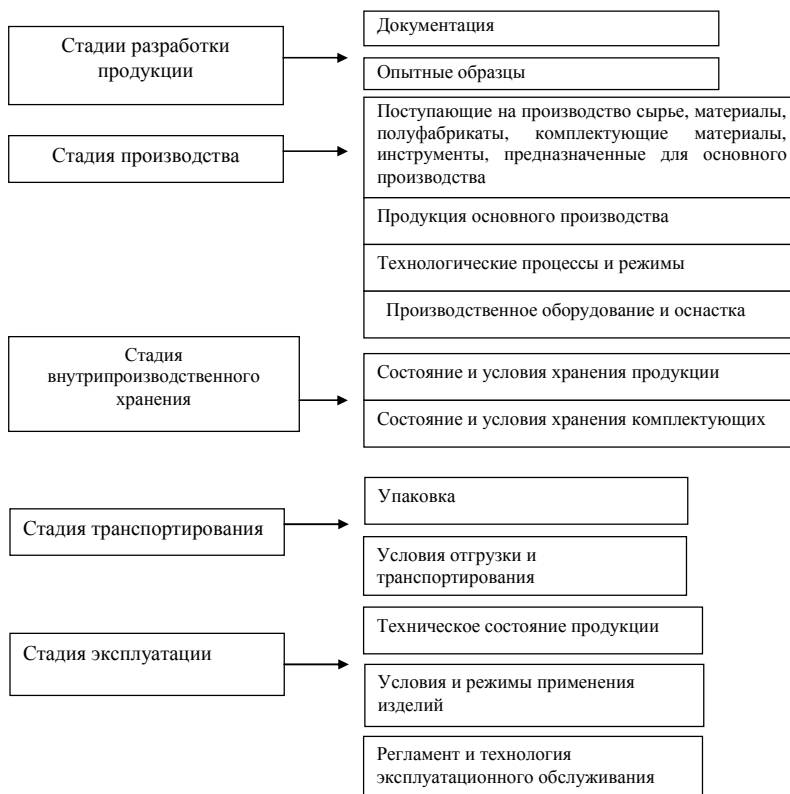 Стадии разработки
продукции
Документация
Опытные образцы
Стадия производства
Поступающие на производство сырье, материалы,
полуфабрикаты, комплектующие материалы,
инструменты, предназначенные для основного
производства
Продукция основного производства
Технологические процессы и режимы
Производственное оборудование и оснастка
Стадия
внутрипроизводственного
хранения
Состояние и условия хранения продукции
Состояние и условия хранения комплектующих
Стадия транспортирования
Упаковка
Условия отгрузки и
транспортирования
Стадия эксплуатации
Техническое состояние продукции
Условия и режимы применения
изделий
Регламент и технология
эксплуатационного обслуживания